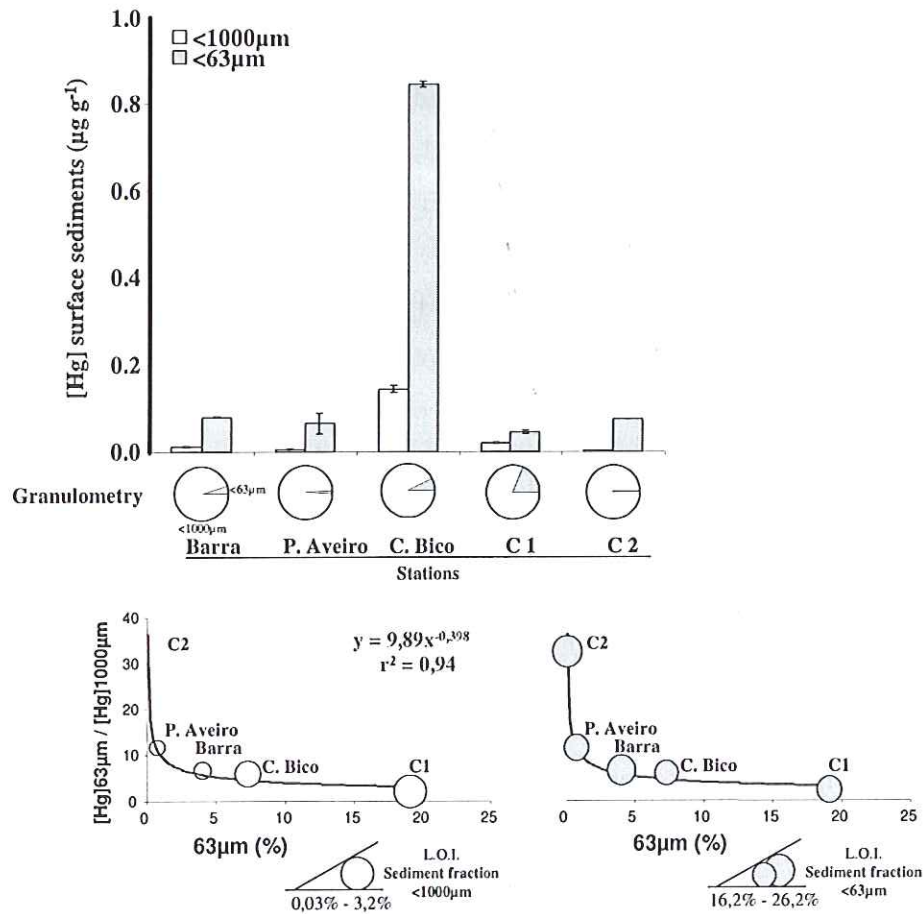 1.0
0.8
0.6
0.4
0.2
0.0
[Hg] surface sediments (µg g⁻¹)
<1000µm
<63µm
Granulometry
<63µm
<1000µm
Barra P. Aveiro C. Bico C 1 C 2
Stations
40
30
20
10
0
[Hg]63µm / [Hg]1000µm
C2
y = 9,89x⁻⁰,³⁹⁸
r² = 0,94
P. Aveiro
Barra
C. Bico
C1
0 5 10 15 20 25
63µm (%)
L.O.I.
Sediment fraction
<1000µm
0,03% - 3,2%
C2
P. Aveiro
Barra
C. Bico
C1
0 5 10 15 20 25
63µm (%)
L.O.I.
Sediment fraction
<63µm
16,2% - 26,2%